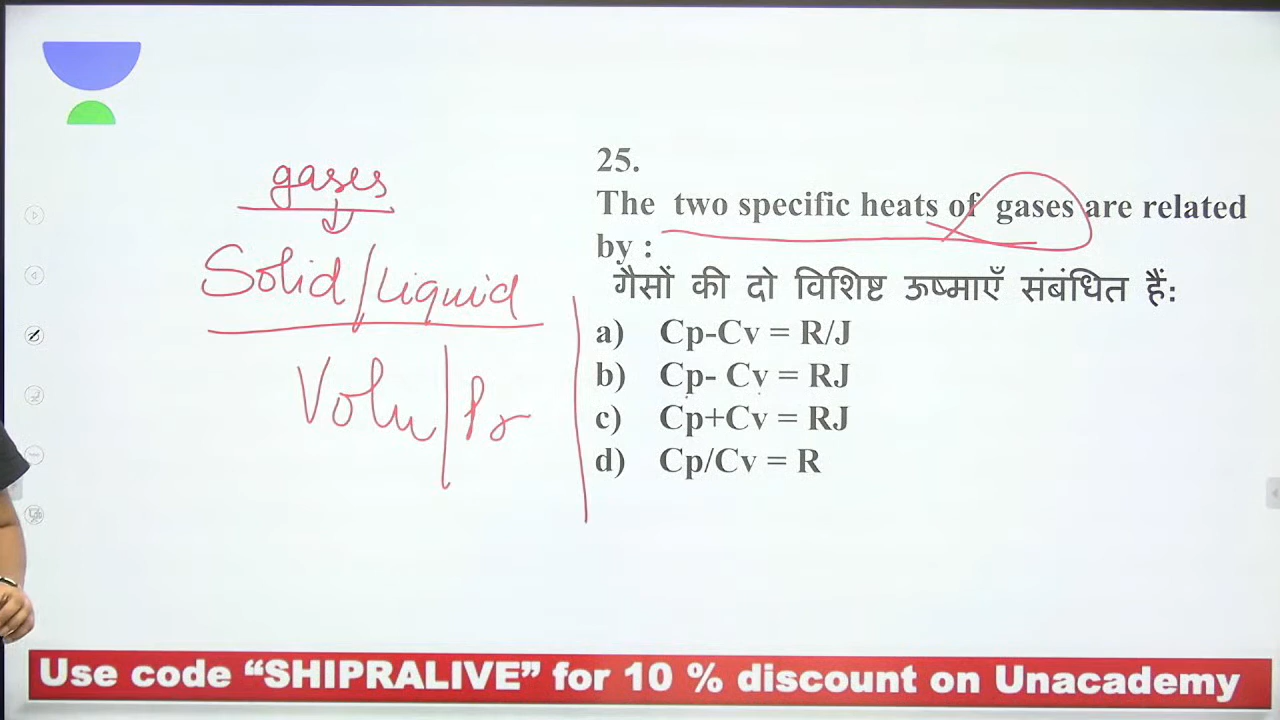 gases
Solid/Liquid
Volu
Pr
25.
The two specific heats of gases are related
by :
गैसों की दो विशिष्ट ऊष्माएँ संबंधित हैं:
a) Cp-Cv = R/J
b) Cp- Cv = RJ
c) Cp+Cv = RJ
d) Cp/Cv = R
Use code “SHIPRALIVE” for 10 % discount on Unacademy